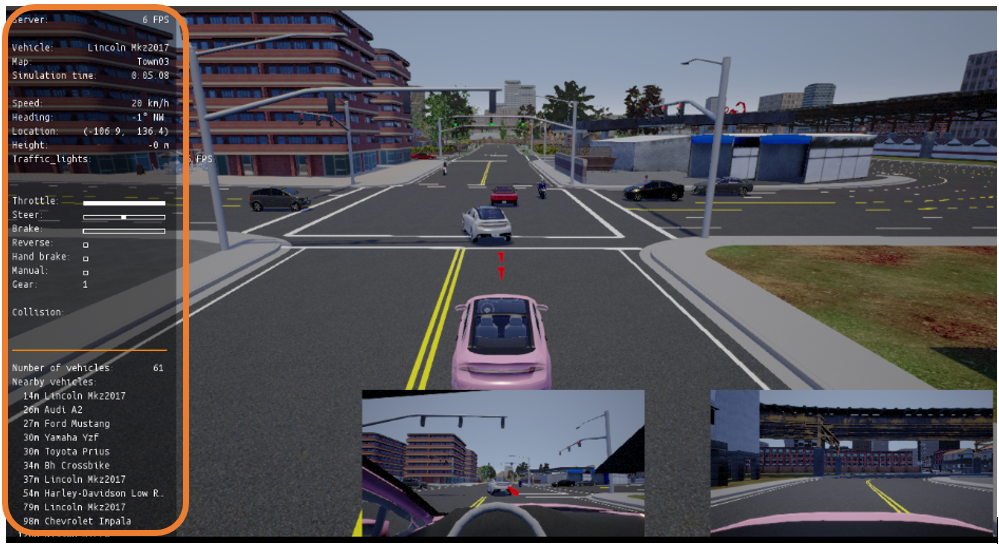 Server: 6 FPS
Vehicle: Lincoln Mkz2017
Map: Town03
Simulation time: 0:05:08
Speed: 20 km/h
Heading: -1° NW
Location: (-106.9, 136.4)
Height: -0 m
Traffic_lights: FPS
Throttle:
Steer:
Brake:
Reverse:
Hand brake:
Manual:
Gear: 1
Collision:
Number of vehicles: 61
Nearby vehicles:
14m Lincoln Mkz2017
26m Audi A2
27m Ford Mustang
30m Yamaha Yzf
30m Toyota Prius
34m Bh Crossbike
37m Lincoln Mkz2017
54m Harley-Davidson Low R.
79m Lincoln Mkz2017
98m Chevrolet Impala